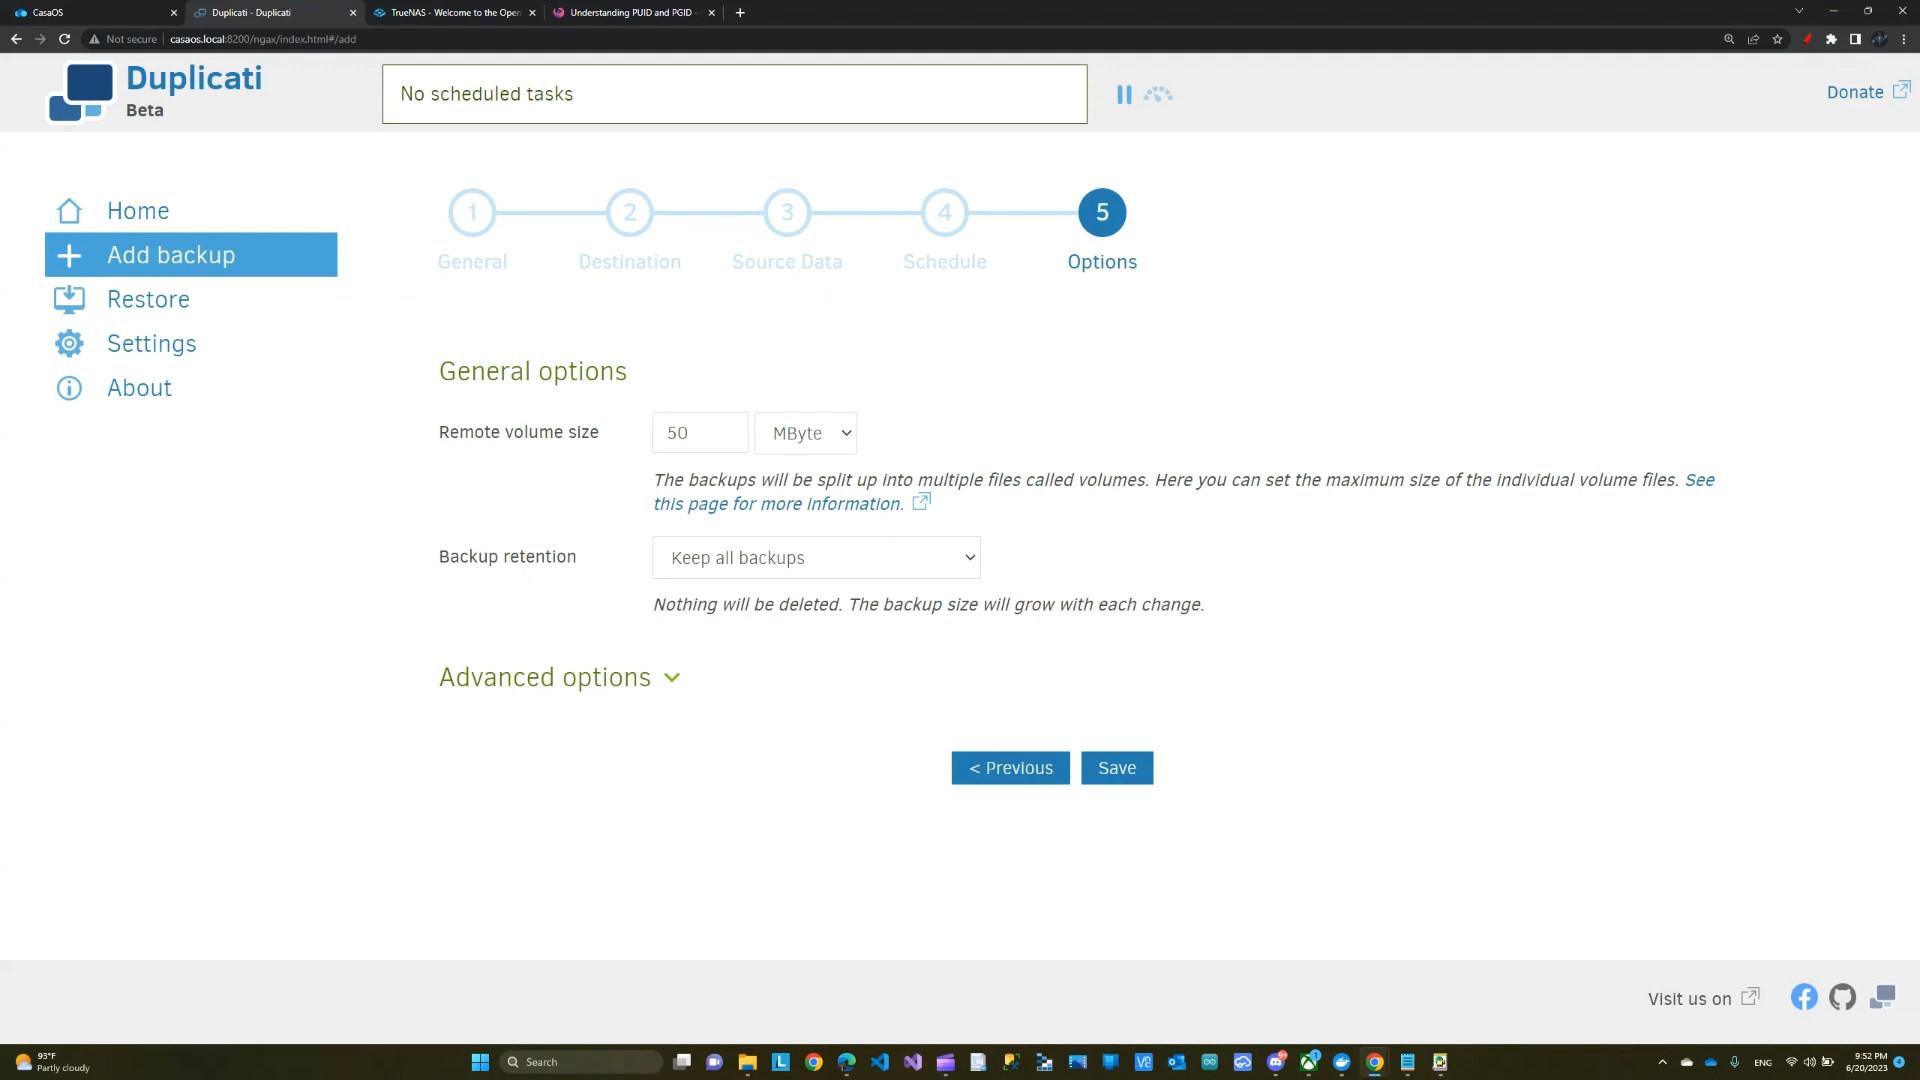 CasaOS
Duplicati - Duplicati
TrueNAS - Welcome to the Open
Understanding PUID and PGID -
Not secure
casaos.local:8200/ngax/index.html#/add
Duplicati
Beta
No scheduled tasks
Donate
Home
Add backup
Restore
Settings
About
1
2
3
4
5
General
Destination
Source Data
Schedule
Options
General options
Remote volume size
50
MByte
The backups will be split up into multiple files called volumes. Here you can set the maximum size of the individual volume files. See
this page for more information.
Backup retention
Keep all backups
Nothing will be deleted. The backup size will grow with each change.
Advanced options
< Previous
Save
Visit us on
93°F
Partly cloudy
Search
ENG
9:52 PM
6/20/2023
4